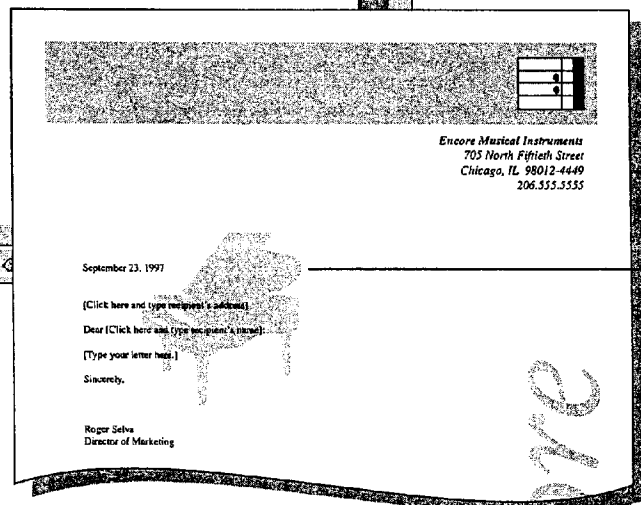 Encore Musical Instruments
705 North Fiftieth Street
Chicago, IL 98012-4449
206.555.5555
September 23, 1997
[Click here and type recipient's address]
Dear [Click here and type recipient's name]:
[Type your letter here.]
Sincerely,
Roger Selva
Director of Marketing
ore